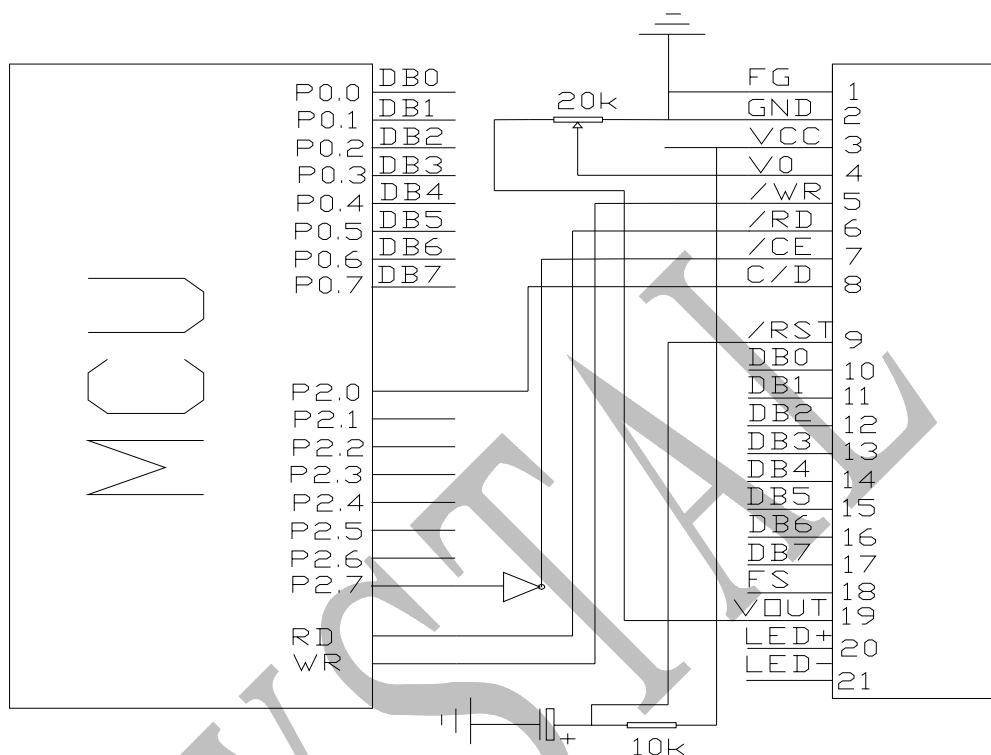 MCU
P0.0 DB0
P0.1 DB1
P0.2 DB2
P0.3 DB3
P0.4 DB4
P0.5 DB5
P0.6 DB6
P0.7 DB7
P2.0
P2.1
P2.2
P2.3
P2.4
P2.5
P2.6
P2.7
RD
WR
20k
10k
+
FG 1
GND 2
VCC 3
V0 4
/WR 5
/RD 6
/CE 7
C/D 8
/RST 9
DB0 10
DB1 11
DB2 12
DB3 13
DB4 14
DB5 15
DB6 16
DB7 17
FS 18
VOUT 19
LED+ 20
LED- 21
YSTAL